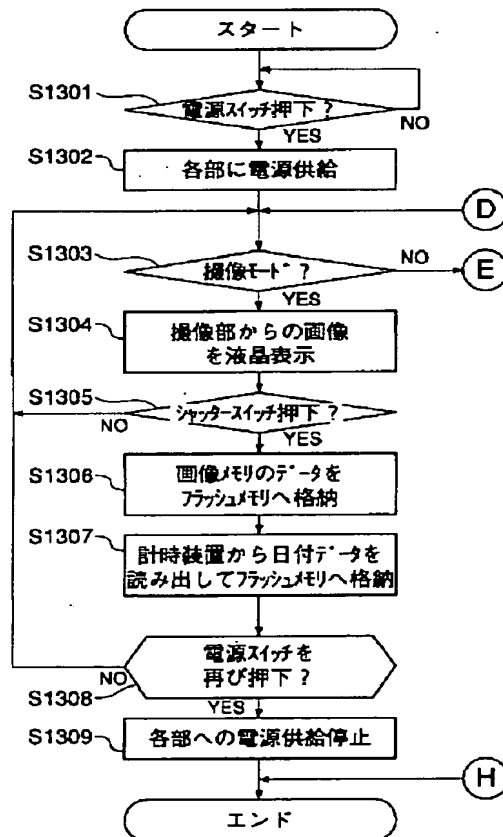 スタート
S1301
電源スイッチ押下？
NO
YES
S1302
各部に電源供給
D
S1303
撮像モード？
NO
E
YES
S1304
撮像部からの画像
を液晶表示
S1305
シャッタースイッチ押下？
NO
YES
S1306
画像メモリのデータを
フラッシュメモリへ格納
S1307
計時装置から日付データを
読み出してフラッシュメモリへ格納
電源スイッチを
再び押下？
NO
S1308
YES
S1309
各部への電源供給停止
H
エンド